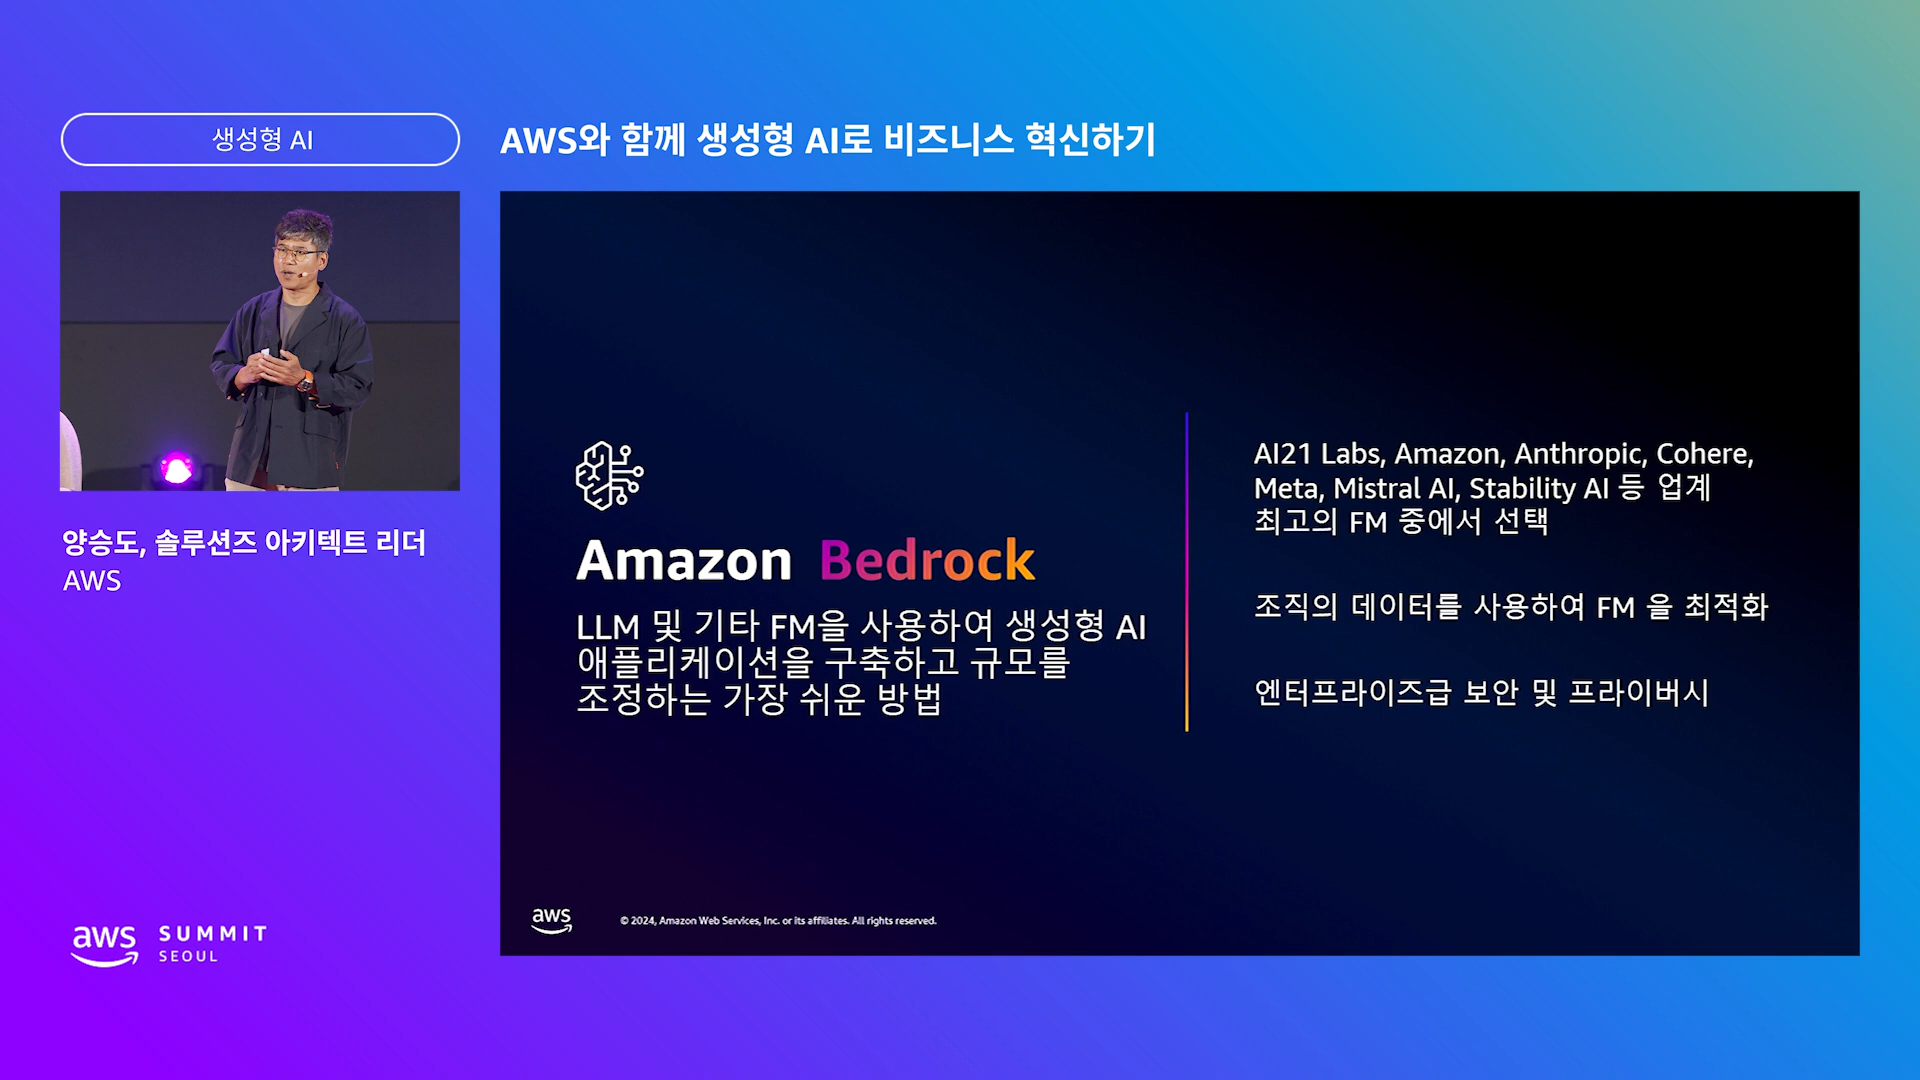 생성형 AI
AWS와 함께 생성형 AI로 비즈니스 혁신하기
양승도, 솔루션즈 아키텍트 리더
AWS
Amazon Bedrock
LLM 및 기타 FM을 사용하여 생성형 AI
애플리케이션을 구축하고 규모를
조정하는 가장 쉬운 방법
AI21 Labs, Amazon, Anthropic, Cohere,
Meta, Mistral AI, Stability AI 등 업계
최고의 FM 중에서 선택
조직의 데이터를 사용하여 FM 을 최적화
엔터프라이즈급 보안 및 프라이버시
aws
© 2024, Amazon Web Services, Inc. or its affiliates. All rights reserved.
aws
SUMMIT
SEOUL